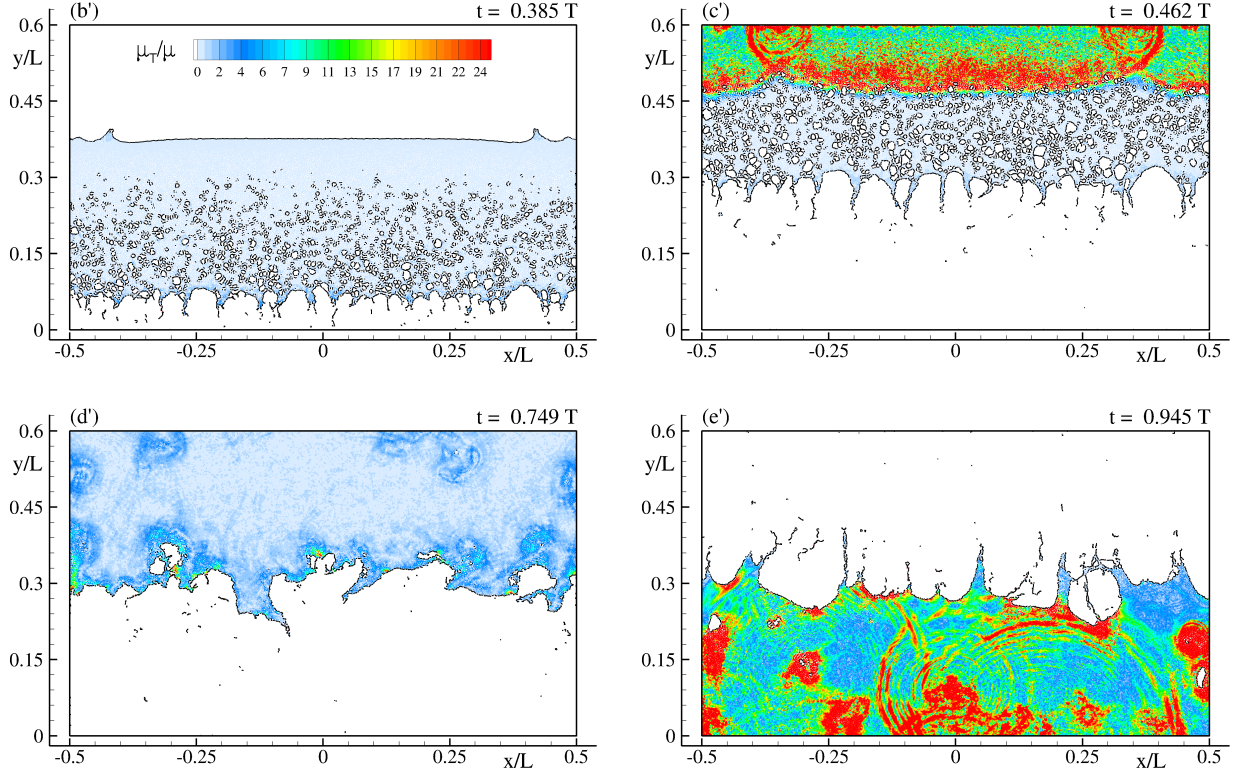 (b') t = 0.385 T
y/L
μT/μ
0 2 4 6 7 9 11 13 15 17 19 21 22 24
0.6
0.45
0.3
0.15
0
-0.5 -0.25 0 0.25 0.5
x/L
(c') t = 0.462 T
y/L
0.6
0.45
0.3
0.15
0
-0.5 -0.25 0 0.25 0.5
x/L
(d') t = 0.749 T
y/L
0.6
0.45
0.3
0.15
0
-0.5 -0.25 0 0.25 0.5
x/L
(e') t = 0.945 T
y/L
0.6
0.45
0.3
0.15
0
-0.5 -0.25 0 0.25 0.5
x/L